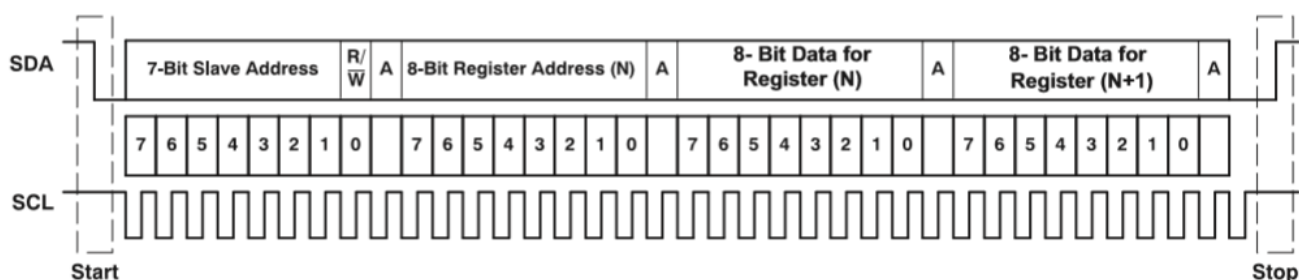 SDA
7-Bit Slave Address
R/
W
A
8-Bit Register Address (N)
A
8- Bit Data for
Register (N)
A
8- Bit Data for
Register (N+1)
A
7 6 5 4 3 2 1 0 7 6 5 4 3 2 1 0 7 6 5 4 3 2 1 0 7 6 5 4 3 2 1 0
SCL
Start
Stop